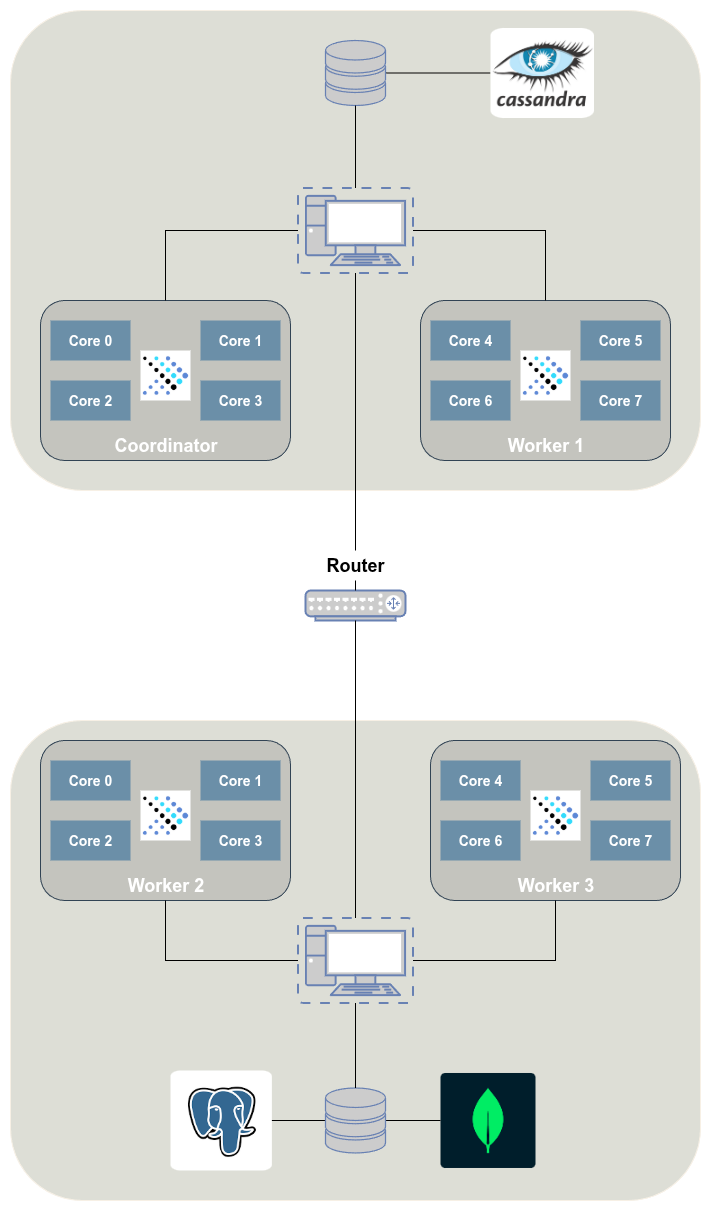 cassandra
Core 0
Core 1
Core 4
Core 5
Core 2
Core 3
Core 6
Core 7
Coordinator
Worker 1
Router
Core 0
Core 1
Core 4
Core 5
Core 2
Core 3
Core 6
Core 7
Worker 2
Worker 3